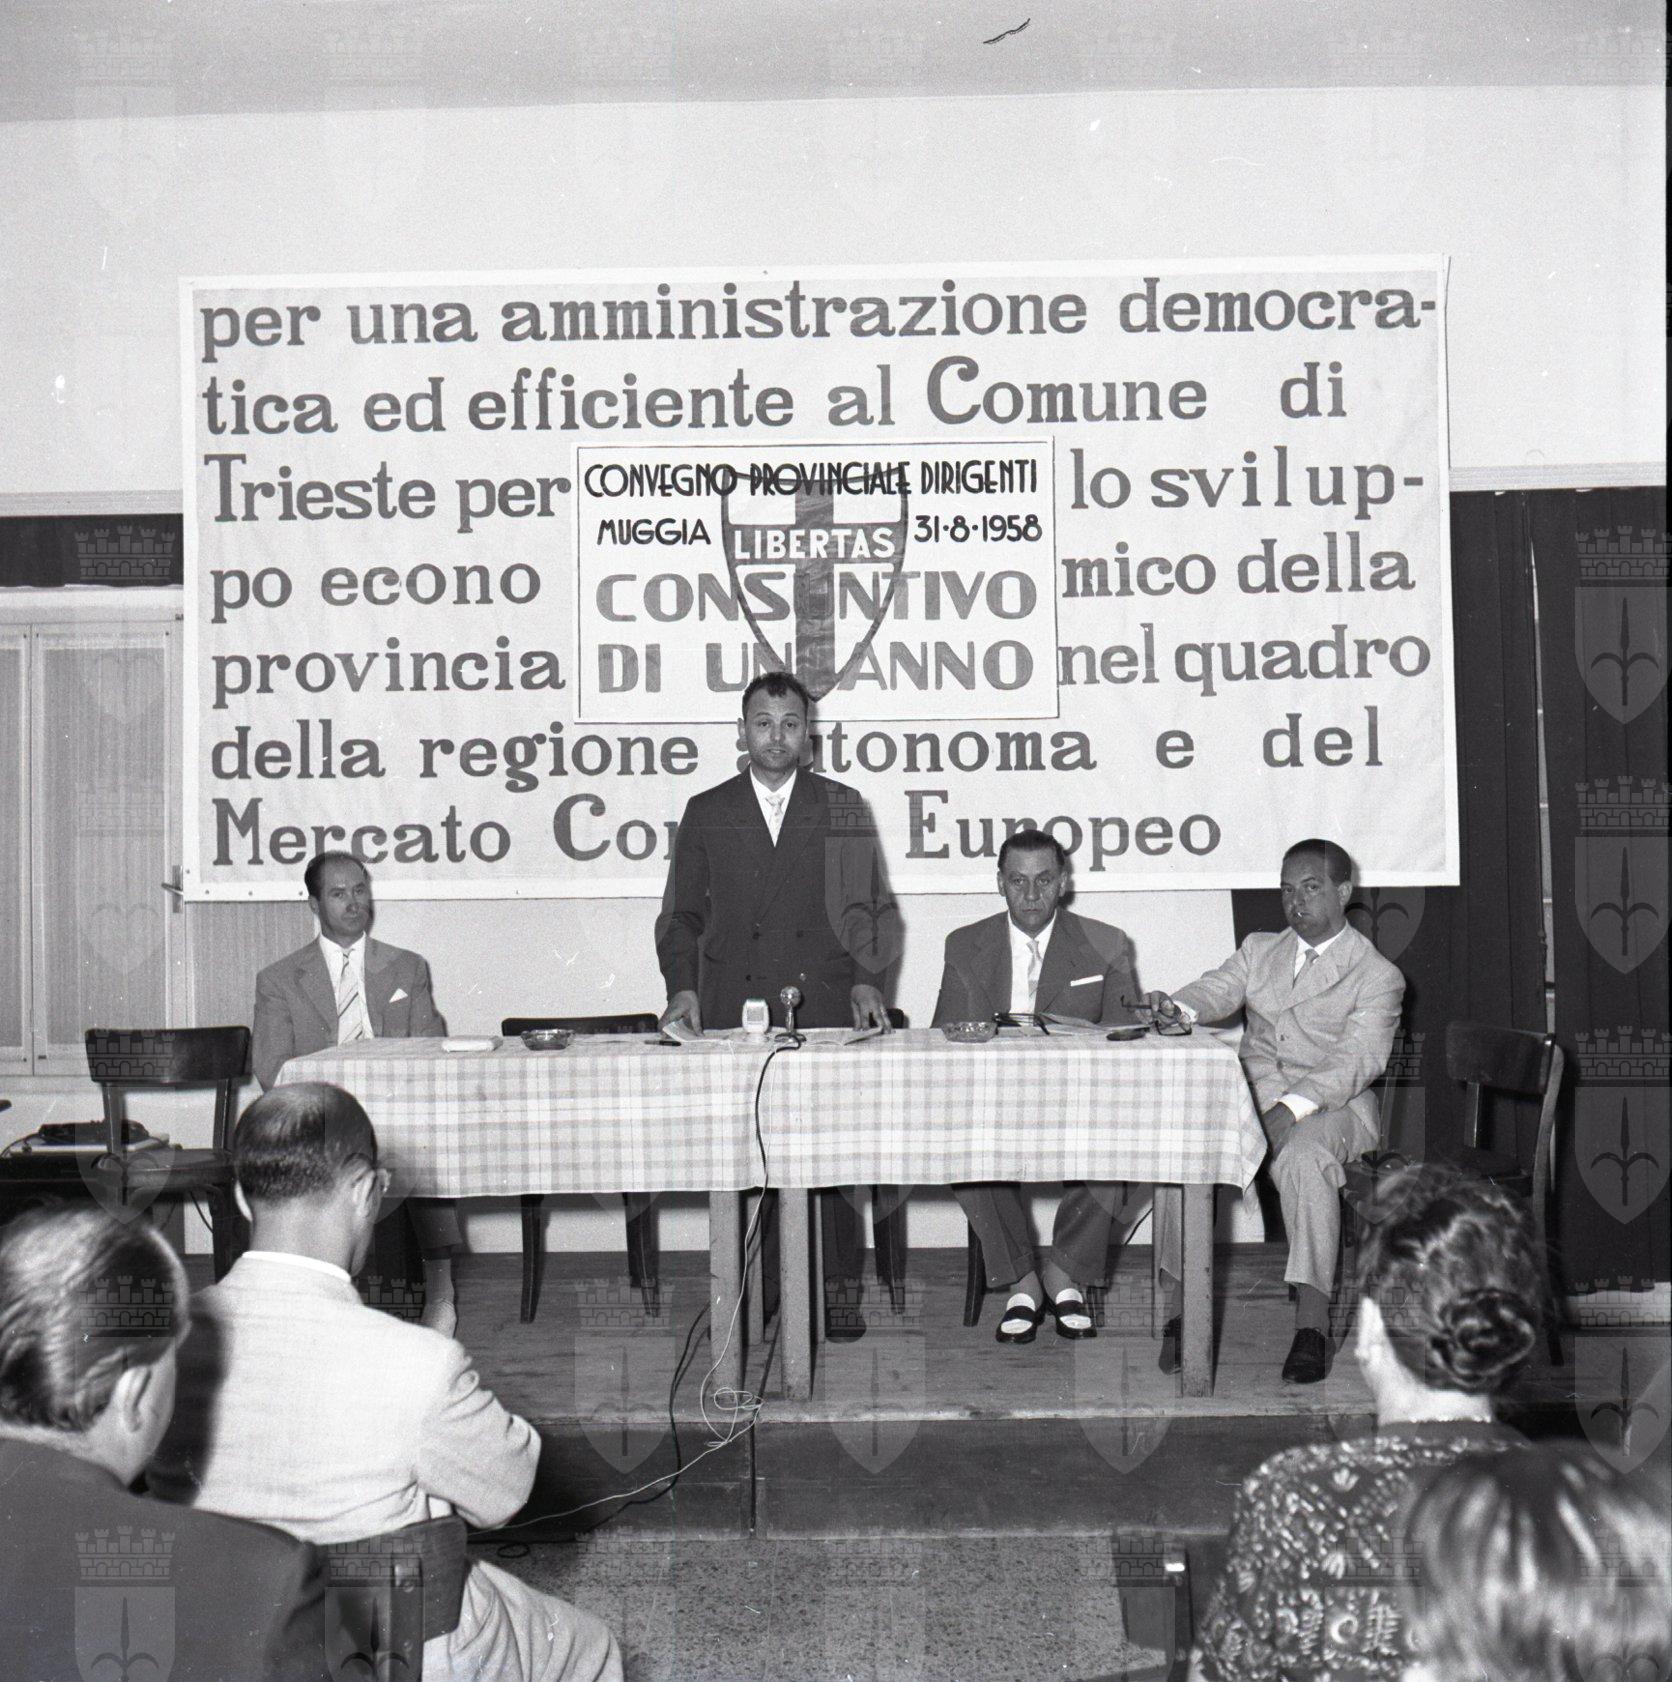 per una amministrazione democra-
tica ed efficiente al Comune di
Trieste per lo svilup-
po econo mico della
provincia nel quadro
della regione autonoma e del
Mercato Co Europeo
CONVEGNO PROVINCIALE DIRIGENTI
MUGGIA 31·8·1958
LIBERTAS
CONSUNTIVO
DI UN ANNO